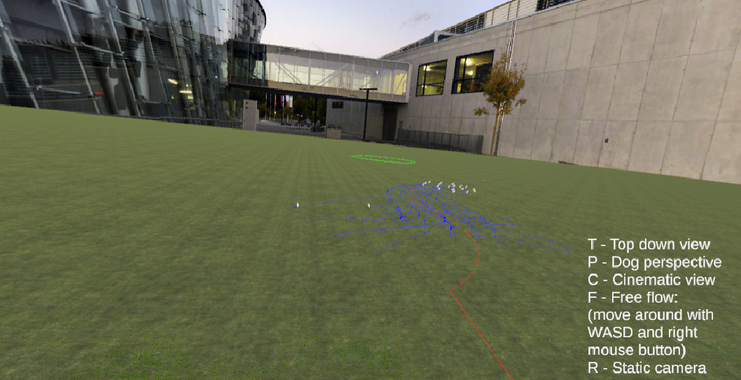 T - Top down view
P - Dog perspective
C - Cinematic view
F - Free flow:
(move around with
WASD and right
mouse button)
R - Static camera